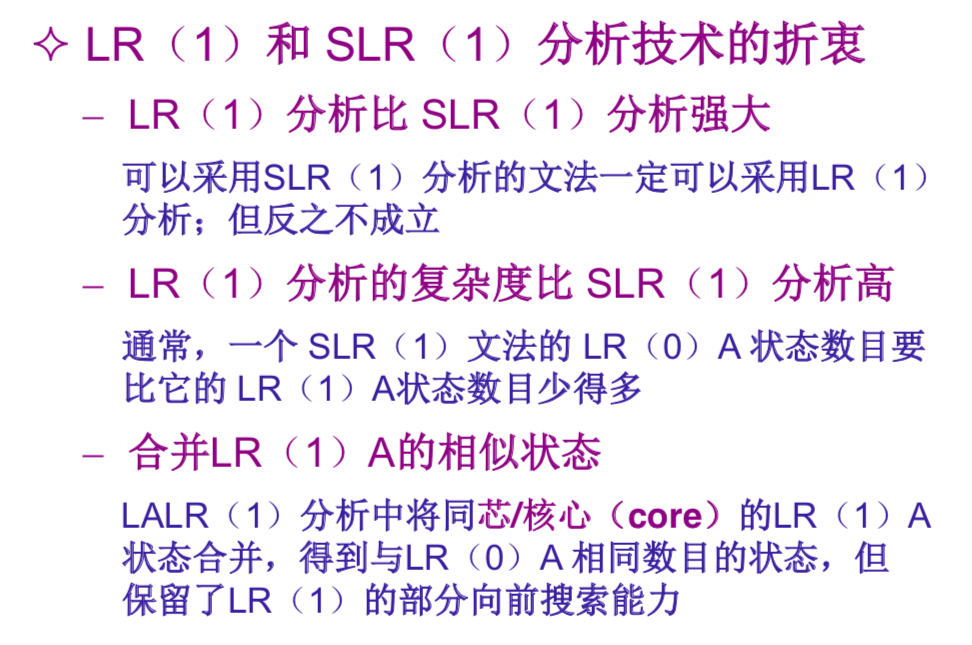 ✧ LR（1）和 SLR（1）分析技术的折衷
– LR（1）分析比 SLR（1）分析强大
可以采用SLR（1）分析的文法一定可以采用LR（1）
分析；但反之不成立
– LR（1）分析的复杂度比 SLR（1）分析高
通常，一个 SLR（1）文法的 LR（0）A 状态数目要
比它的 LR（1）A状态数目少得多
– 合并LR（1）A的相似状态
LALR（1）分析中将同芯/核心（core）的LR（1）A
状态合并，得到与LR（0）A 相同数目的状态，但
保留了LR（1）的部分向前搜索能力